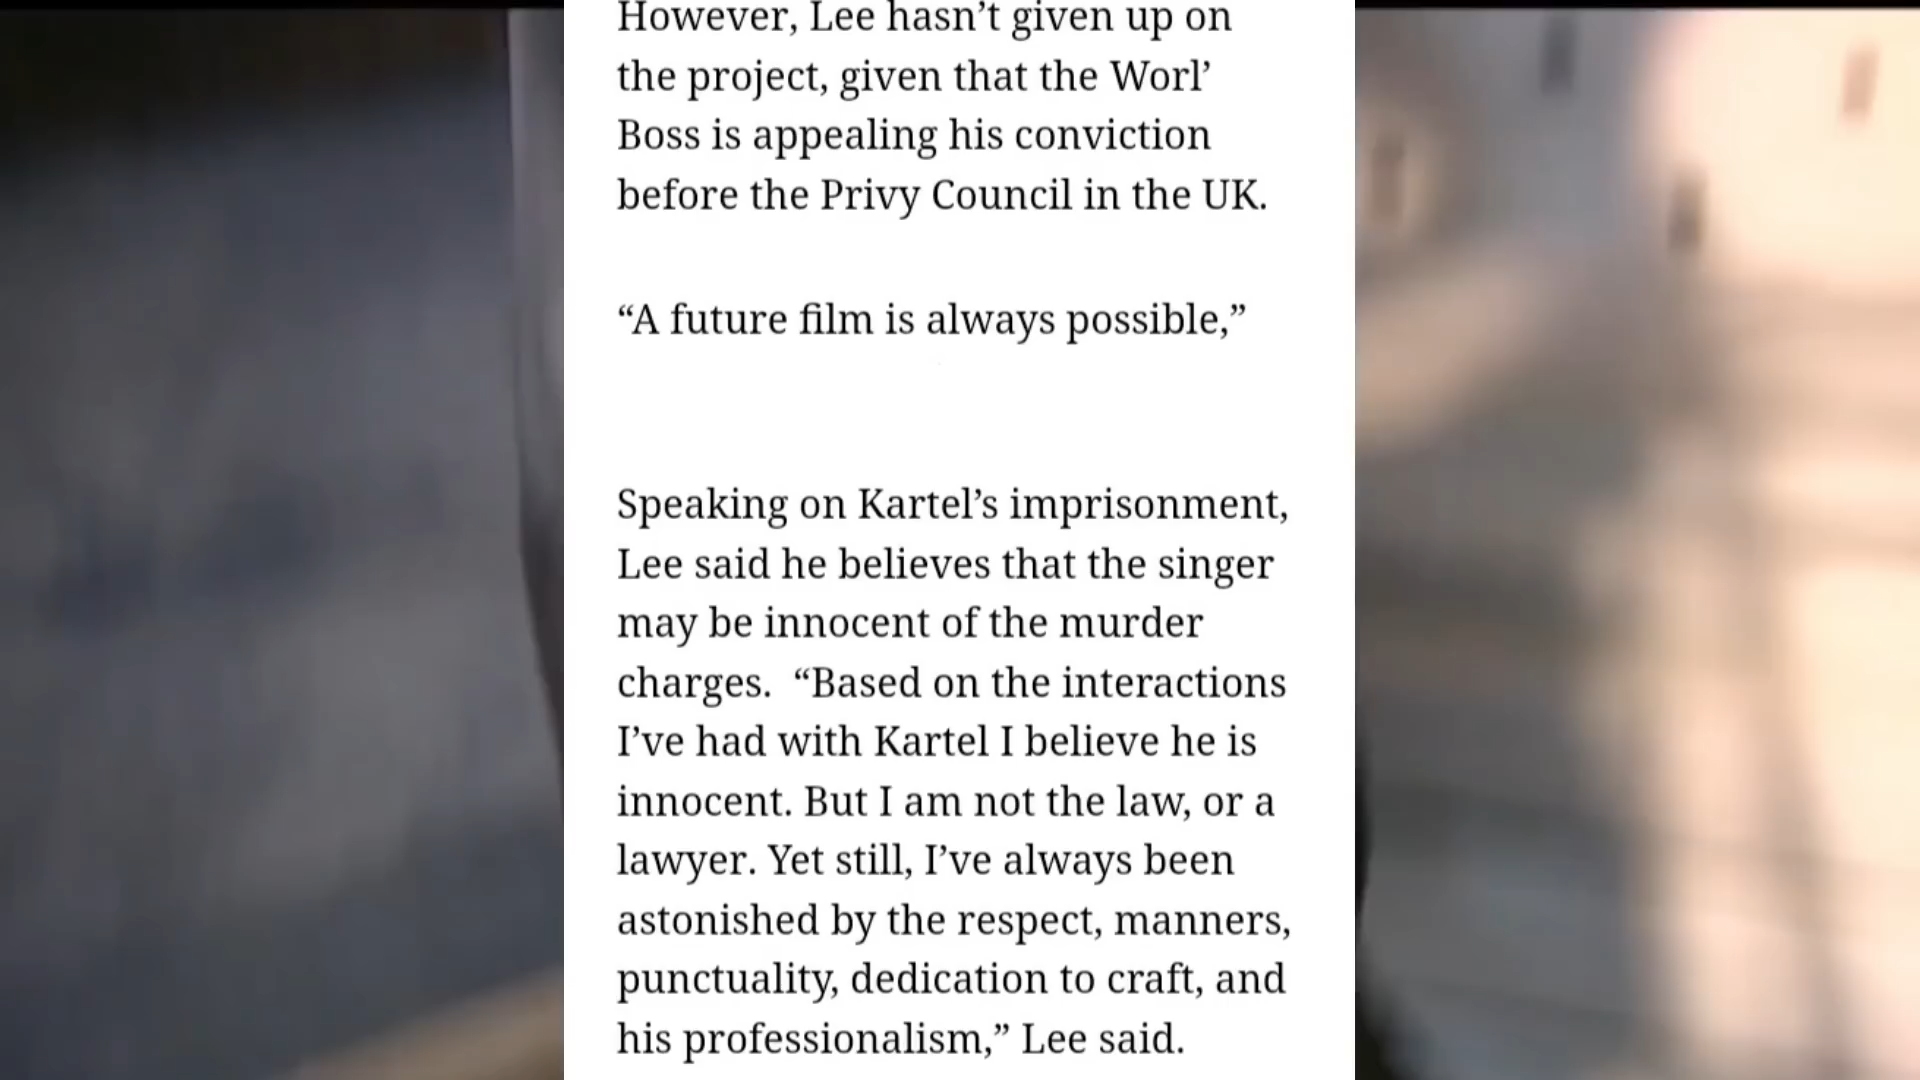 However, Lee hasn’t given up on
the project, given that the Worl’
Boss is appealing his conviction
before the Privy Council in the UK.
“A future film is always possible,”
Speaking on Kartel’s imprisonment,
Lee said he believes that the singer
may be innocent of the murder
charges.  “Based on the interactions
I’ve had with Kartel I believe he is
innocent. But I am not the law, or a
lawyer. Yet still, I’ve always been
astonished by the respect, manners,
punctuality, dedication to craft, and
his professionalism,” Lee said.